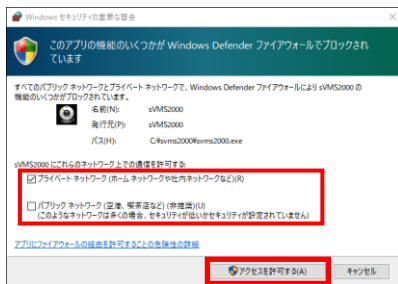 Windows セキュリティの重要な警告
このアプリの機能のいくつかが Windows Defender ファイアウォールでブロックされ
ています
すべてのパブリック ネットワークとプライベート ネットワークで、Windows Defender ファイアウォールにより sVMS2000 の
機能のいくつかがブロックされています。
名前(N): sVMS2000
発行元(P): sVMS2000
パス(H): C:¥svms2000¥svms2000.exe
sVMS2000 にこれらのネットワーク上での通信を許可する:
プライベート ネットワーク (ホーム ネットワークや社内ネットワークなど)(R)
パブリック ネットワーク (空港、喫茶店など) (非推奨)(U)
(このようなネットワークは多くの場合、セキュリティが低いかセキュリティが設定されていません)
アプリにファイアウォールの経由を許可することの危険性の詳細
アクセスを許可する(A) キャンセル